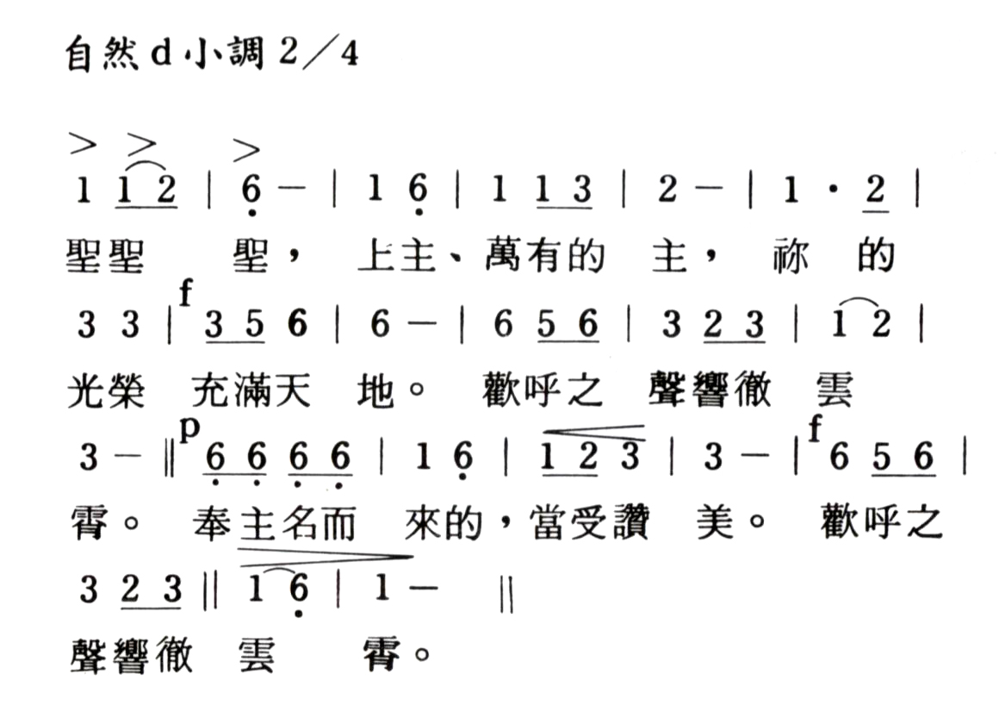 自然d小調2/4
1 1 2 | 6 - | 1 6 | 1 1 3 | 2 - | 1 · 2 |
聖聖 聖，上主、萬有的 主，祢 的
f
3 3 | 3 5 6 | 6 - | 6 5 6 | 3 2 3 | 1 2 |
光榮 充滿天 地。歡呼之 聲響徹 雲
p f
3 - || 6 6 6 6 | 1 6 | 1 2 3 | 3 - | 6 5 6 |
霄。奉主名而 來的，當受讚 美。歡呼之
3 2 3 || 1 6 | 1 - ||
聲響徹 雲 霄。